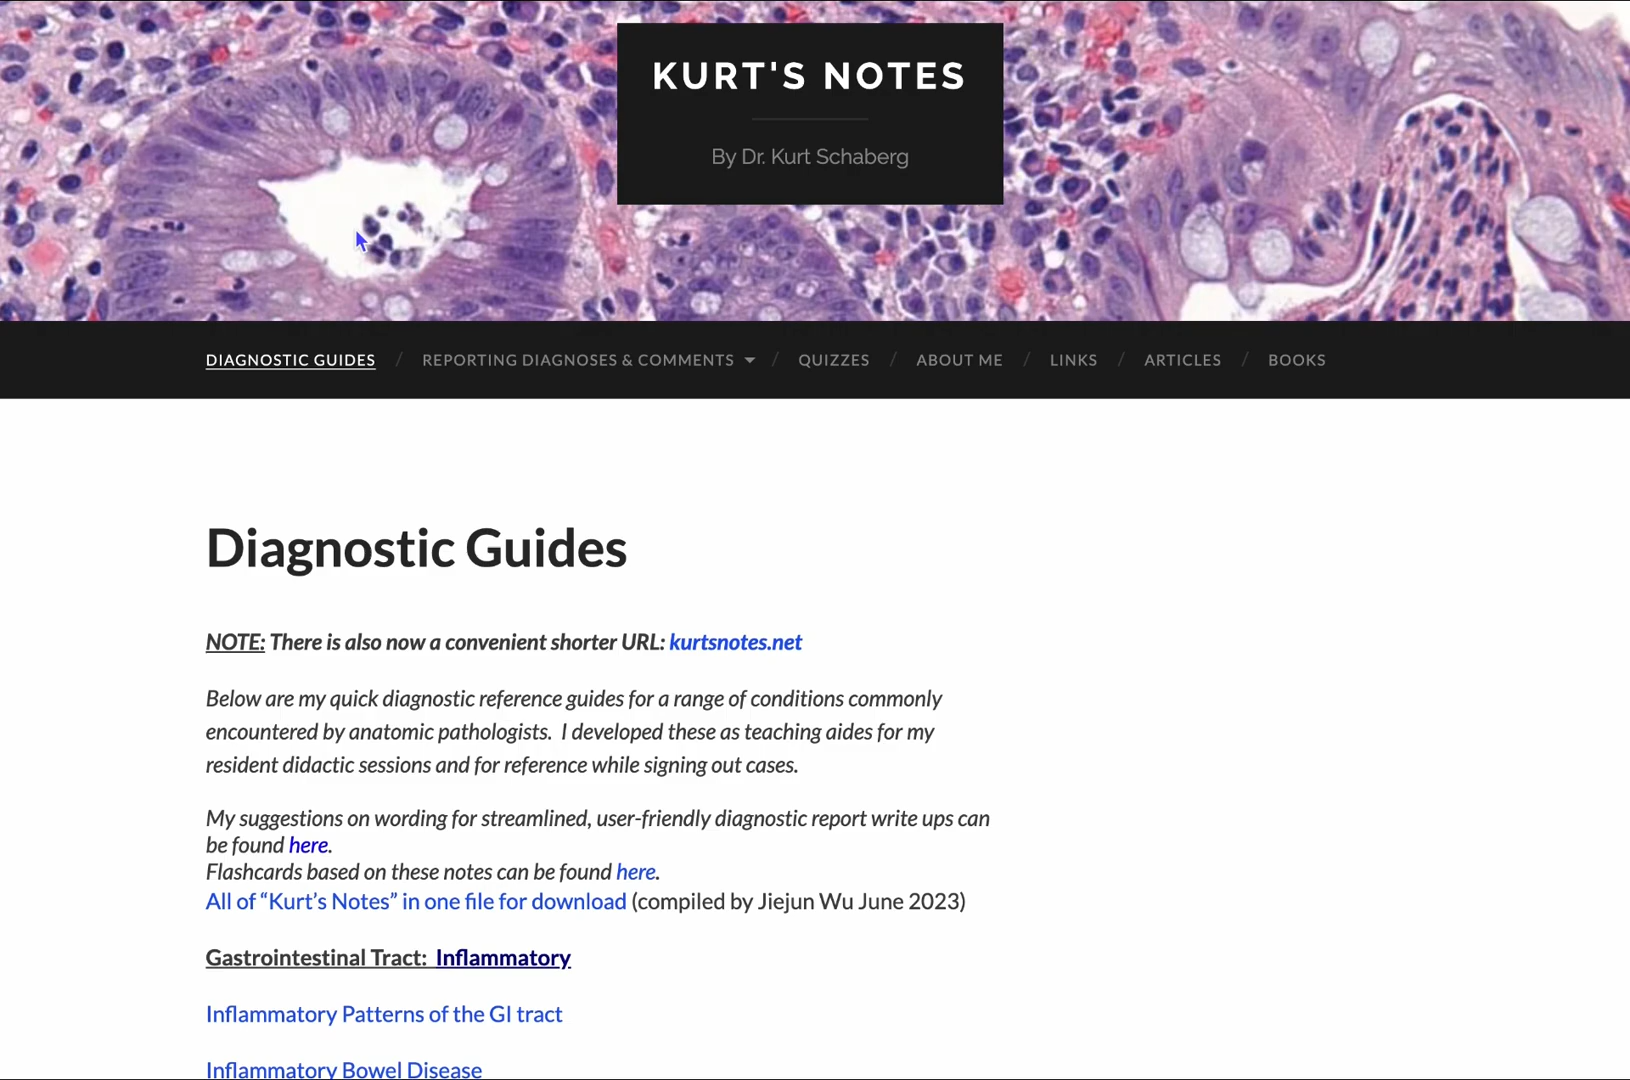 KURT'S NOTES
By Dr. Kurt Schaberg
DIAGNOSTIC GUIDES / REPORTING DIAGNOSES & COMMENTS / QUIZZES / ABOUT ME / LINKS / ARTICLES / BOOKS
Diagnostic Guides
NOTE: There is also now a convenient shorter URL: kurtsnotes.net
Below are my quick diagnostic reference guides for a range of conditions commonly
encountered by anatomic pathologists.  I developed these as teaching aides for my
resident didactic sessions and for reference while signing out cases.
My suggestions on wording for streamlined, user-friendly diagnostic report write ups can
be found here.
Flashcards based on these notes can be found here.
All of “Kurt’s Notes” in one file for download (compiled by Jiejun Wu June 2023)
Gastrointestinal Tract:  Inflammatory
Inflammatory Patterns of the GI tract
Inflammatory Bowel Disease